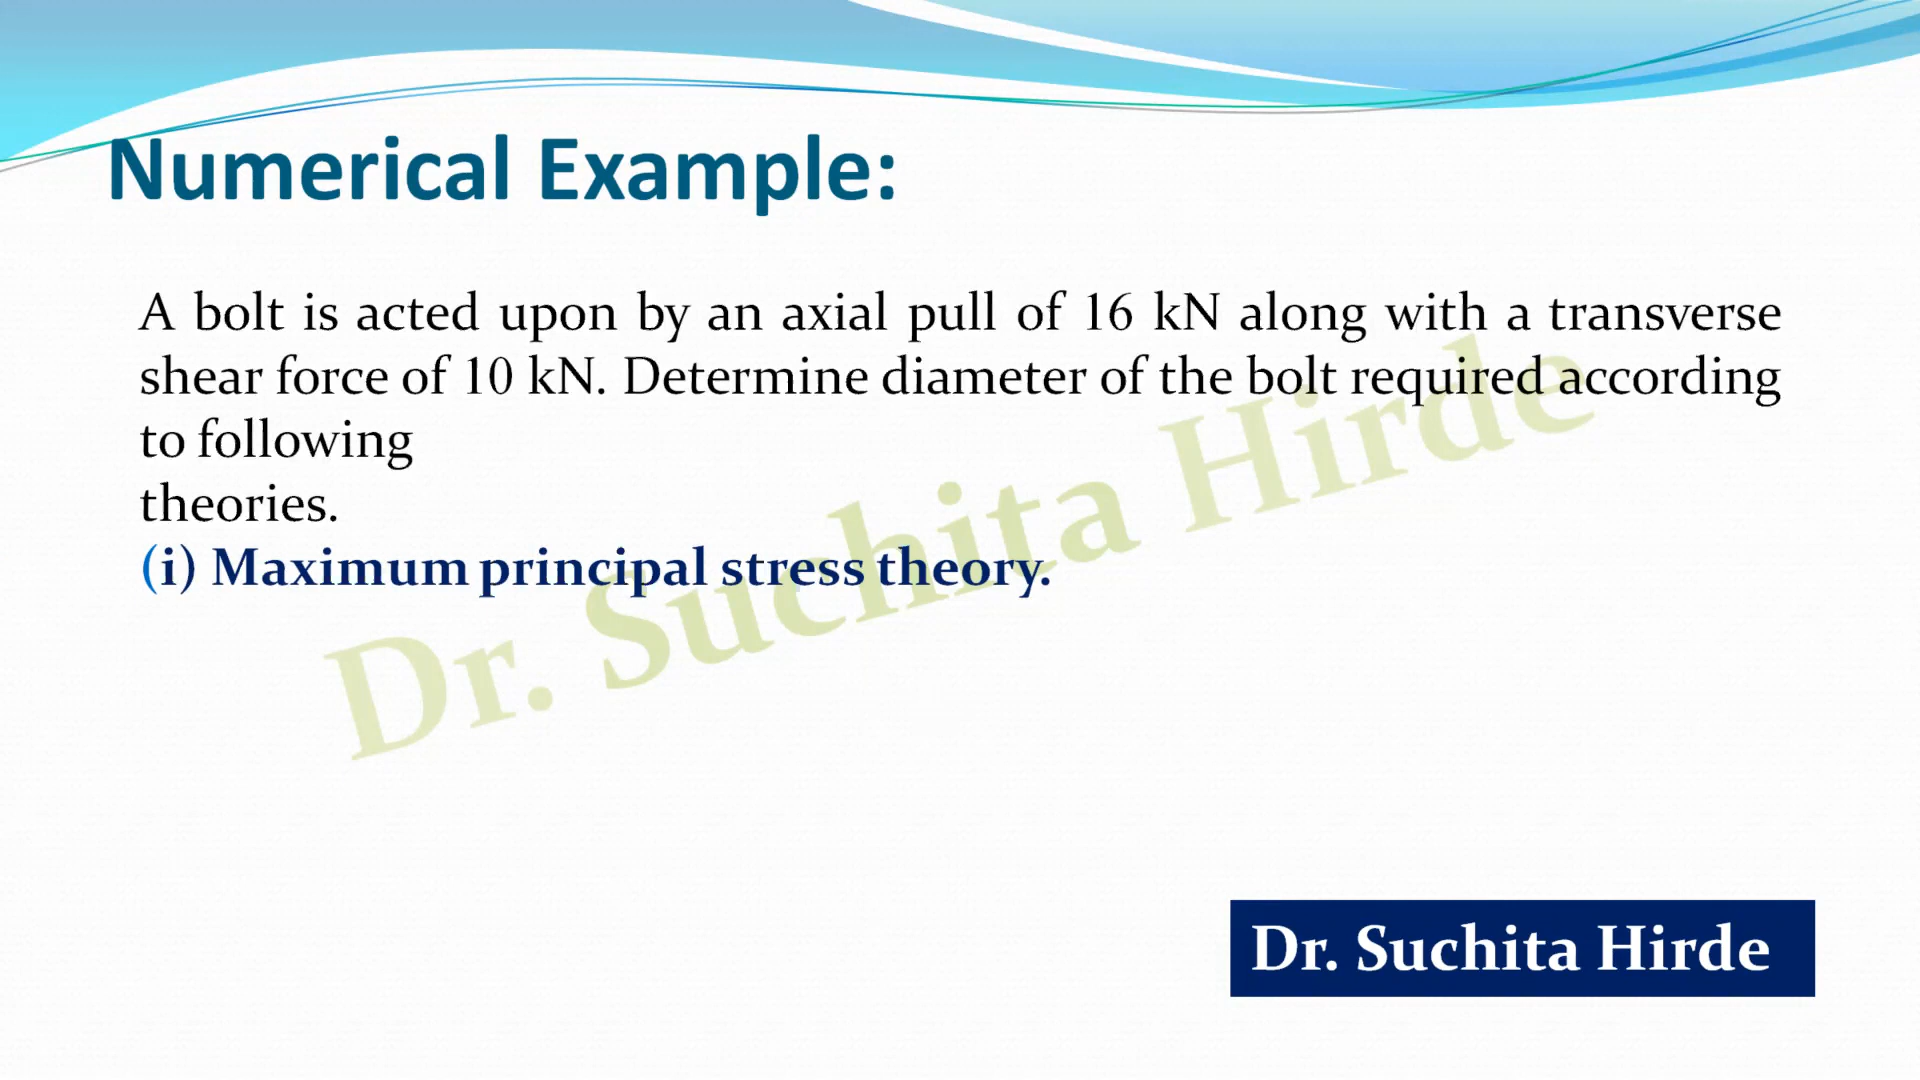 Numerical Example:
A bolt is acted upon by an axial pull of 16 kN along with a transverse
shear force of 10 kN. Determine diameter of the bolt required according
to following
theories.
(i) Maximum principal stress theory.
Dr. Suchita Hirde
Dr. Suchita Hirde